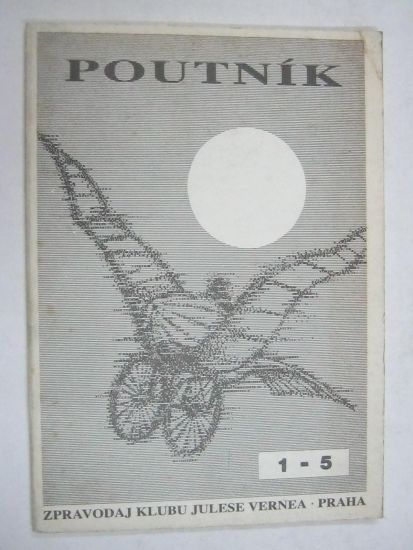 POUTNÍK
1 - 5
ZPRAVODAJ KLUBU JULESE VERNEA · PRAHA